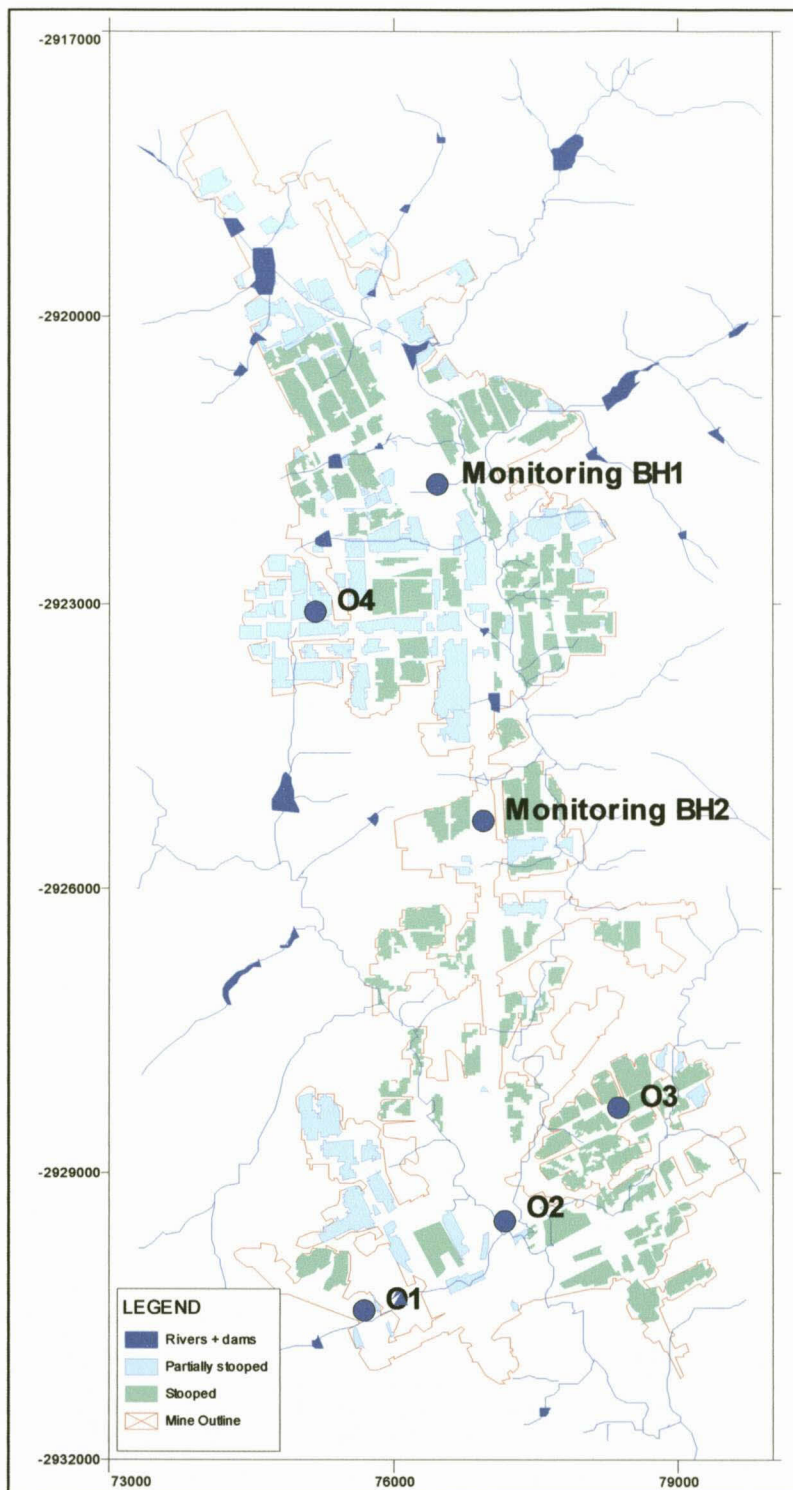 -2917000
-2920000
Monitoring BH1
O4
-2923000
Monitoring BH2
-2926000
O3
-2929000
O2
O1
LEGEND
Rivers + dams
Partially stooped
Stooped
Mine Outline
-2932000
73000 76000 79000